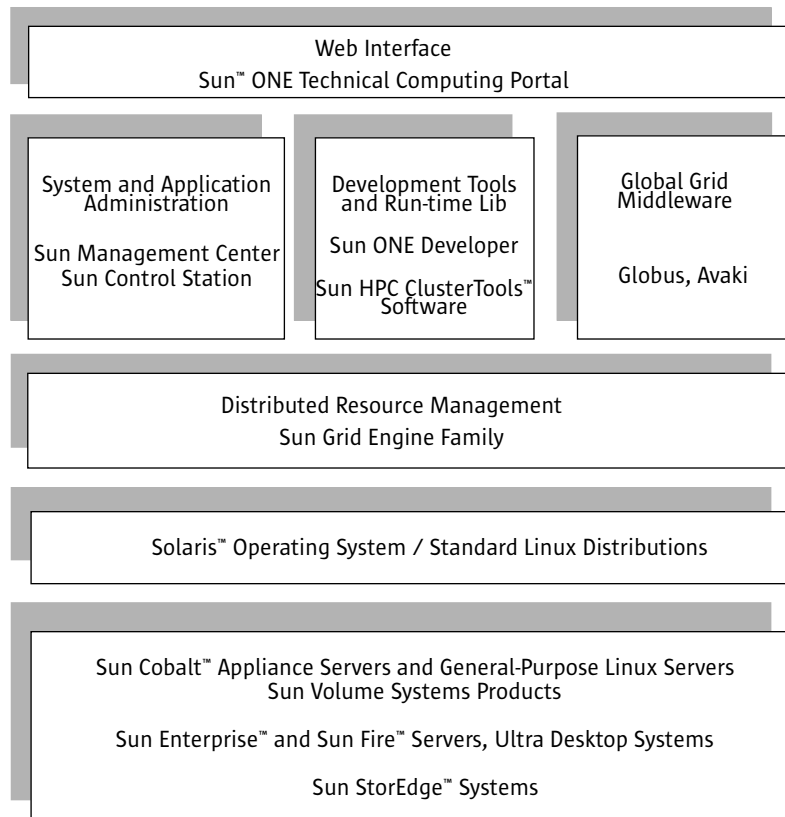 Web Interface
Sun™ ONE Technical Computing Portal
System and Application
Administration
Sun Management Center
Sun Control Station
Development Tools
and Run-time Lib
Sun ONE Developer
Sun HPC ClusterTools™
Software
Global Grid
Middleware
Globus, Avaki
Distributed Resource Management
Sun Grid Engine Family
Solaris™ Operating System / Standard Linux Distributions
Sun Cobalt™ Appliance Servers and General-Purpose Linux Servers
Sun Volume Systems Products
Sun Enterprise™ and Sun Fire™ Servers, Ultra Desktop Systems
Sun StorEdge™ Systems